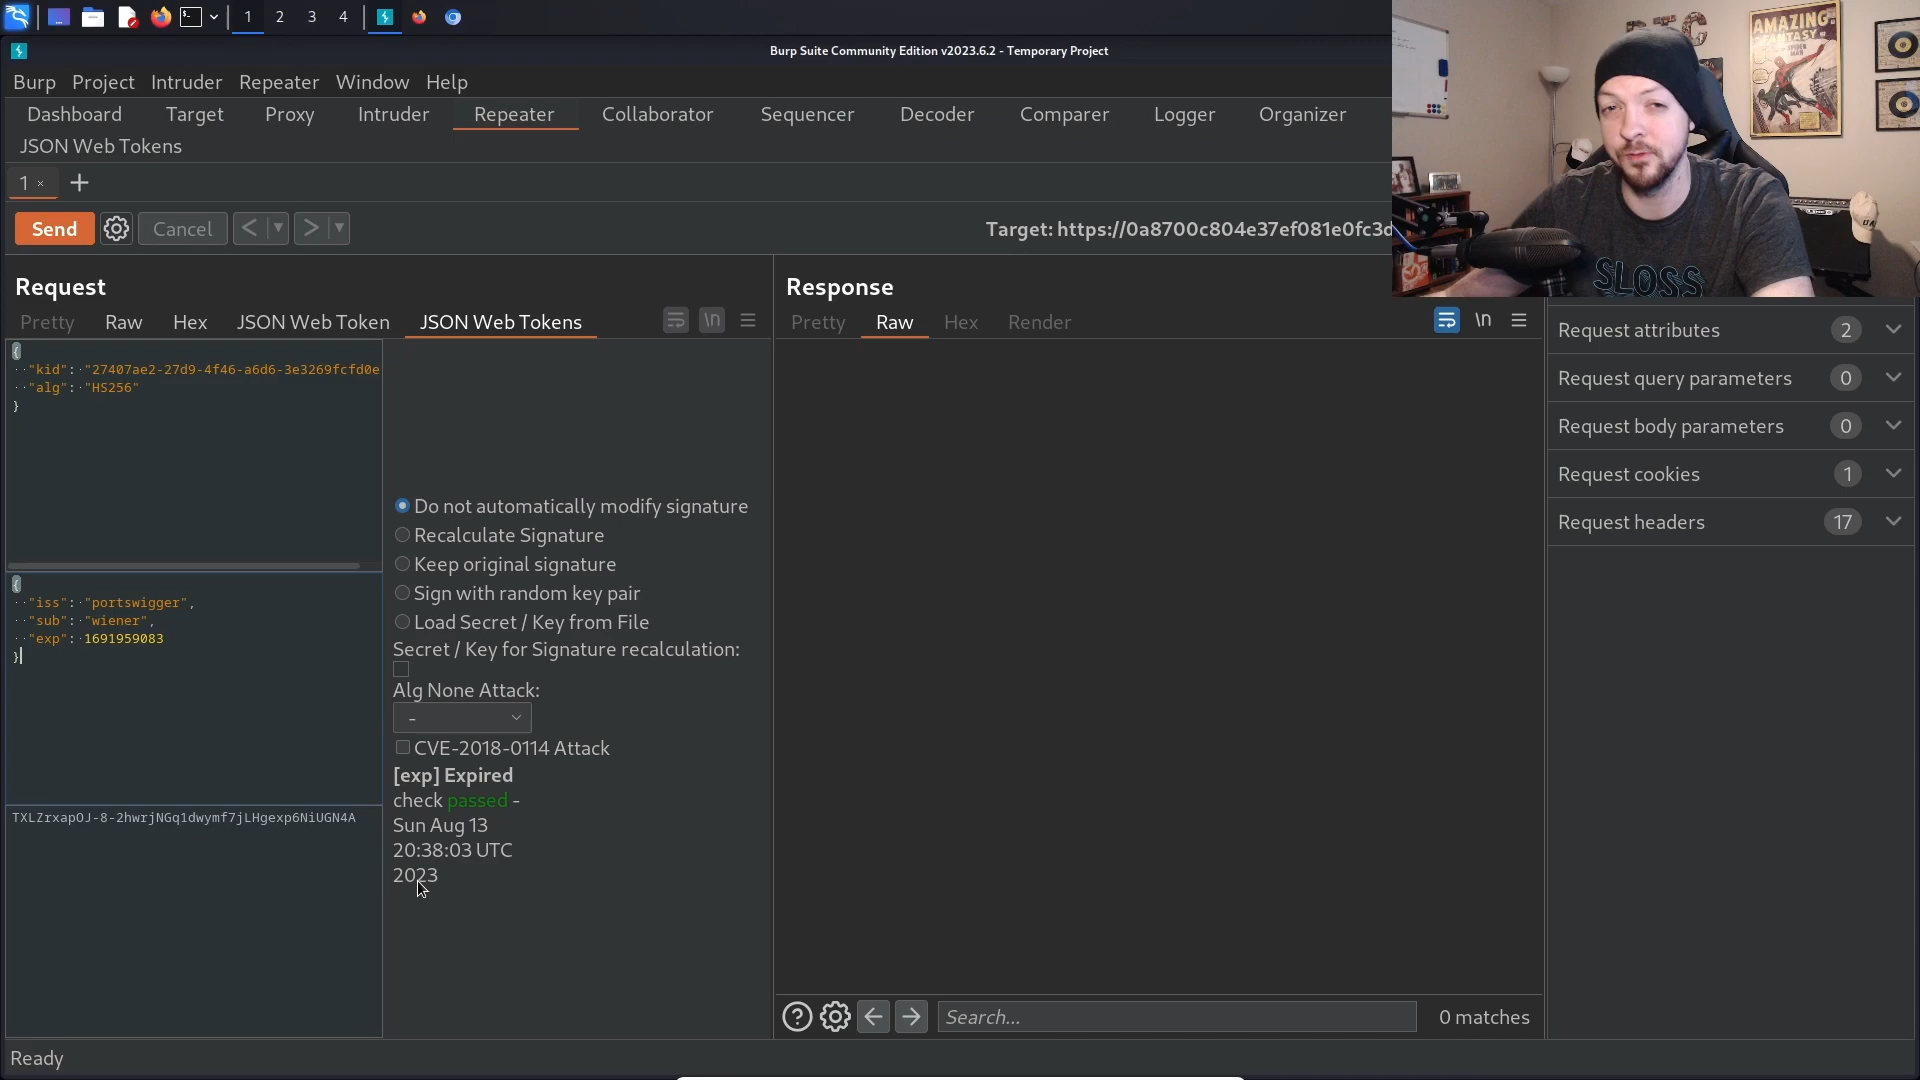 1 2 3 4
Burp Suite Community Edition v2023.6.2 - Temporary Project
Burp Project Intruder Repeater Window Help
Dashboard Target Proxy Intruder Repeater Collaborator Sequencer Decoder Comparer Logger Organizer
JSON Web Tokens
1 × +
Send Cancel < >
Target: https://0a8700c804e37ef081e0fc3d
AMAZING
FANTASY
SLOSS
Request
Pretty Raw Hex JSON Web Token JSON Web Tokens \n
{
"kid": "27407ae2-27d9-4f46-a6d6-3e3269fcfd0e
"alg": "HS256"
}
{
"iss": "portswigger",
"sub": "wiener",
"exp": 1691959083
}
TXLZrxapOJ-8-2hwrjNGq1dwymf7jLHgexp6NiUGN4A
Do not automatically modify signature
Recalculate Signature
Keep original signature
Sign with random key pair
Load Secret / Key from File
Secret / Key for Signature recalculation:
Alg None Attack:
-
CVE-2018-0114 Attack
[exp] Expired
check passed -
Sun Aug 13
20:38:03 UTC
2023
Response
Pretty Raw Hex Render \n
Search...
0 matches
Request attributes 2
Request query parameters 0
Request body parameters 0
Request cookies 1
Request headers 17
Ready